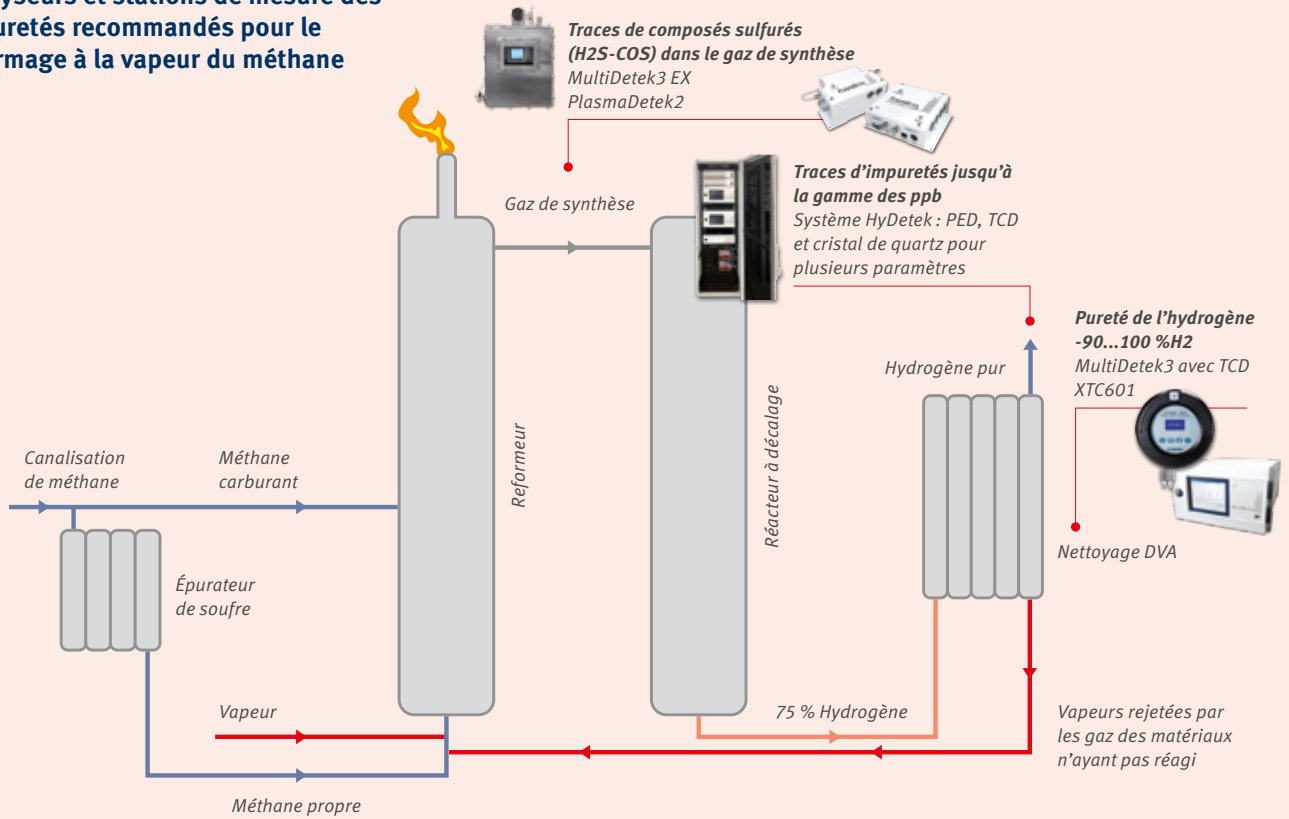 yseurs et stations de mesure des
uretés recommandés pour le
rmage à la vapeur du méthane
Traces de composés sulfurés
(H2S-COS) dans le gaz de synthèse
MultiDetek3 EX
PlasmaDetek2
Traces d'impuretés jusqu'à
la gamme des ppb
Système HyDetek : PED, TCD
et cristal de quartz pour
plusieurs paramètres
Gaz de synthèse
Pureté de l'hydrogène
-90...100 %H2
MultiDetek3 avec TCD
XTC601
Hydrogène pur
Canalisation
de méthane
Méthane
carburant
Reformeur
Réacteur à décalage
Nettoyage DVA
Épurateur
de soufre
Vapeur
75 % Hydrogène
Vapeurs rejetées par
les gaz des matériaux
n'ayant pas réagi
Méthane propre